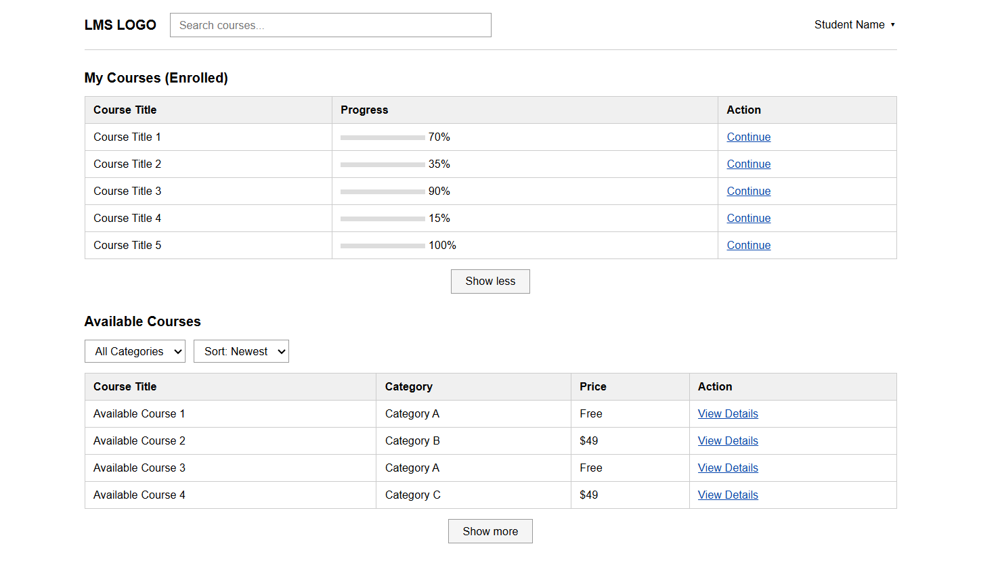 LMS LOGO Search courses... Student Name ▾
My Courses (Enrolled)
Course Title Progress Action
Course Title 1 70% Continue
Course Title 2 35% Continue
Course Title 3 90% Continue
Course Title 4 15% Continue
Course Title 5 100% Continue
Show less
Available Courses
All Categories Sort: Newest
Course Title Category Price Action
Available Course 1 Category A Free View Details
Available Course 2 Category B $49 View Details
Available Course 3 Category A Free View Details
Available Course 4 Category C $49 View Details
Show more